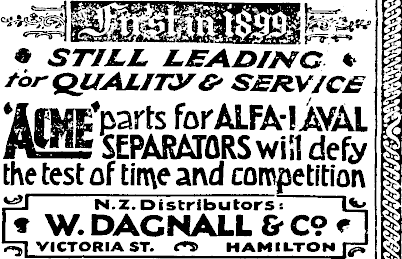 First in 1899
STILL LEADING
for QUALITY & SERVICE
'ACME' parts for ALFA-LAVAL
SEPARATORS will defy
the test of time and competition
N.Z. Distributors:
W. DAGNALL & Co.
VICTORIA ST. HAMILTON